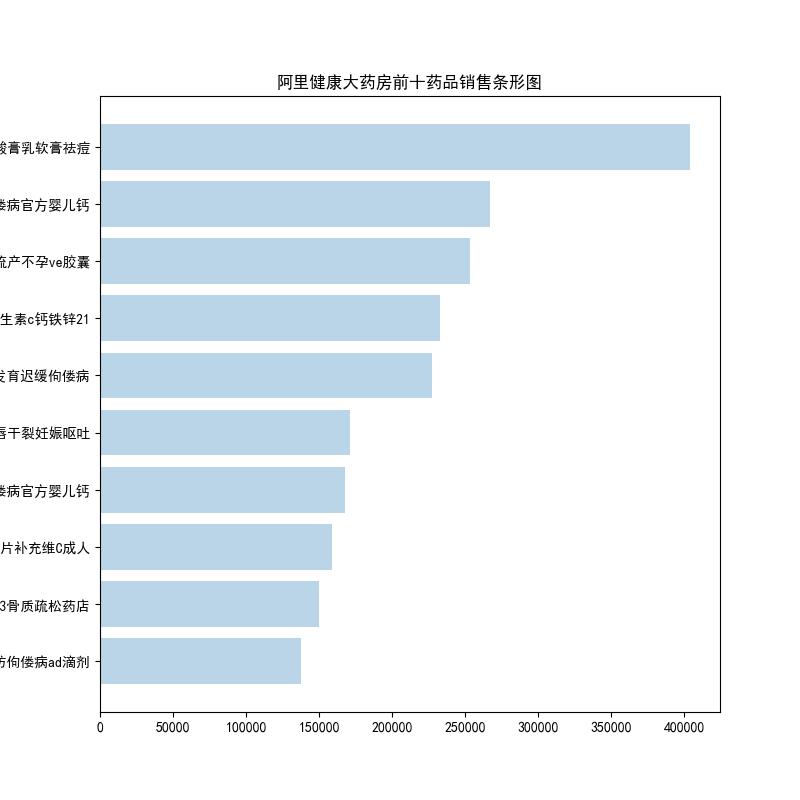 阿里健康大药房前十药品销售条形图
酸膏乳软膏祛痘
偻病官方婴儿钙
流产不孕ve胶囊
生素c钙铁锌21
发育迟缓佝偻病
唇干裂妊娠呕吐
偻病官方婴儿钙
片补充维C成人
3骨质疏松药店
防佝偻病ad滴剂
0 50000 100000 150000 200000 250000 300000 350000 400000